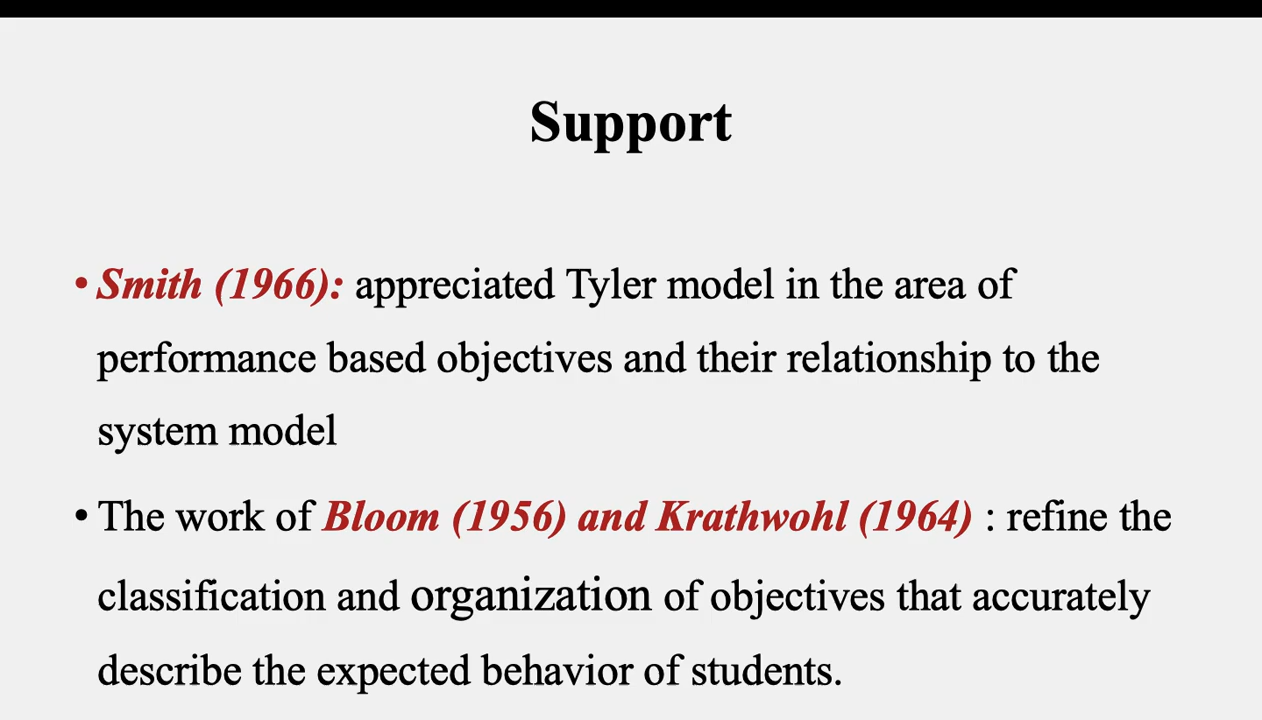 Support
• Smith (1966): appreciated Tyler model in the area of
performance based objectives and their relationship to the
system model
• The work of Bloom (1956) and Krathwohl (1964) : refine the
classification and organization of objectives that accurately
describe the expected behavior of students.